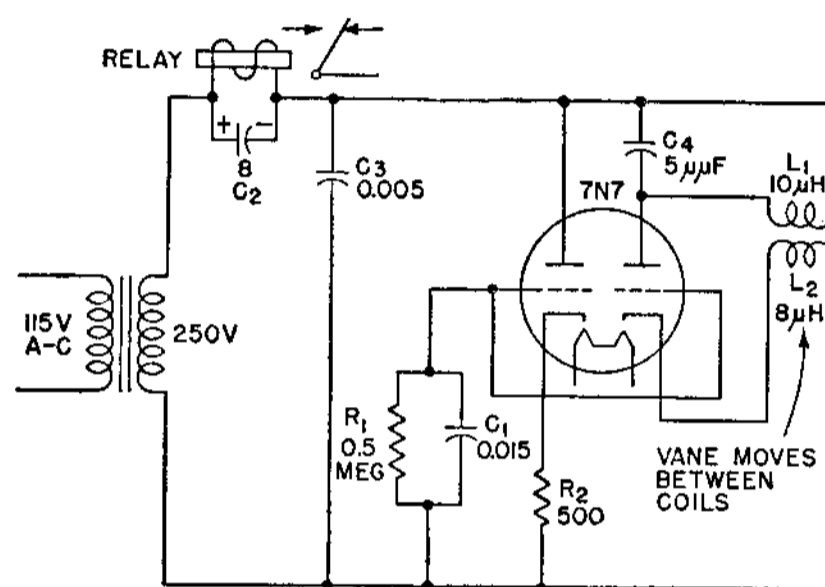 RELAY
+ −
8
C2
C3
0.005
C4
5μμF
7N7
L1
10μH
L2
8μH
115V
A-C
250V
R1
0.5
MEG
C1
0.015
R2
500
VANE MOVES
BETWEEN
COILS